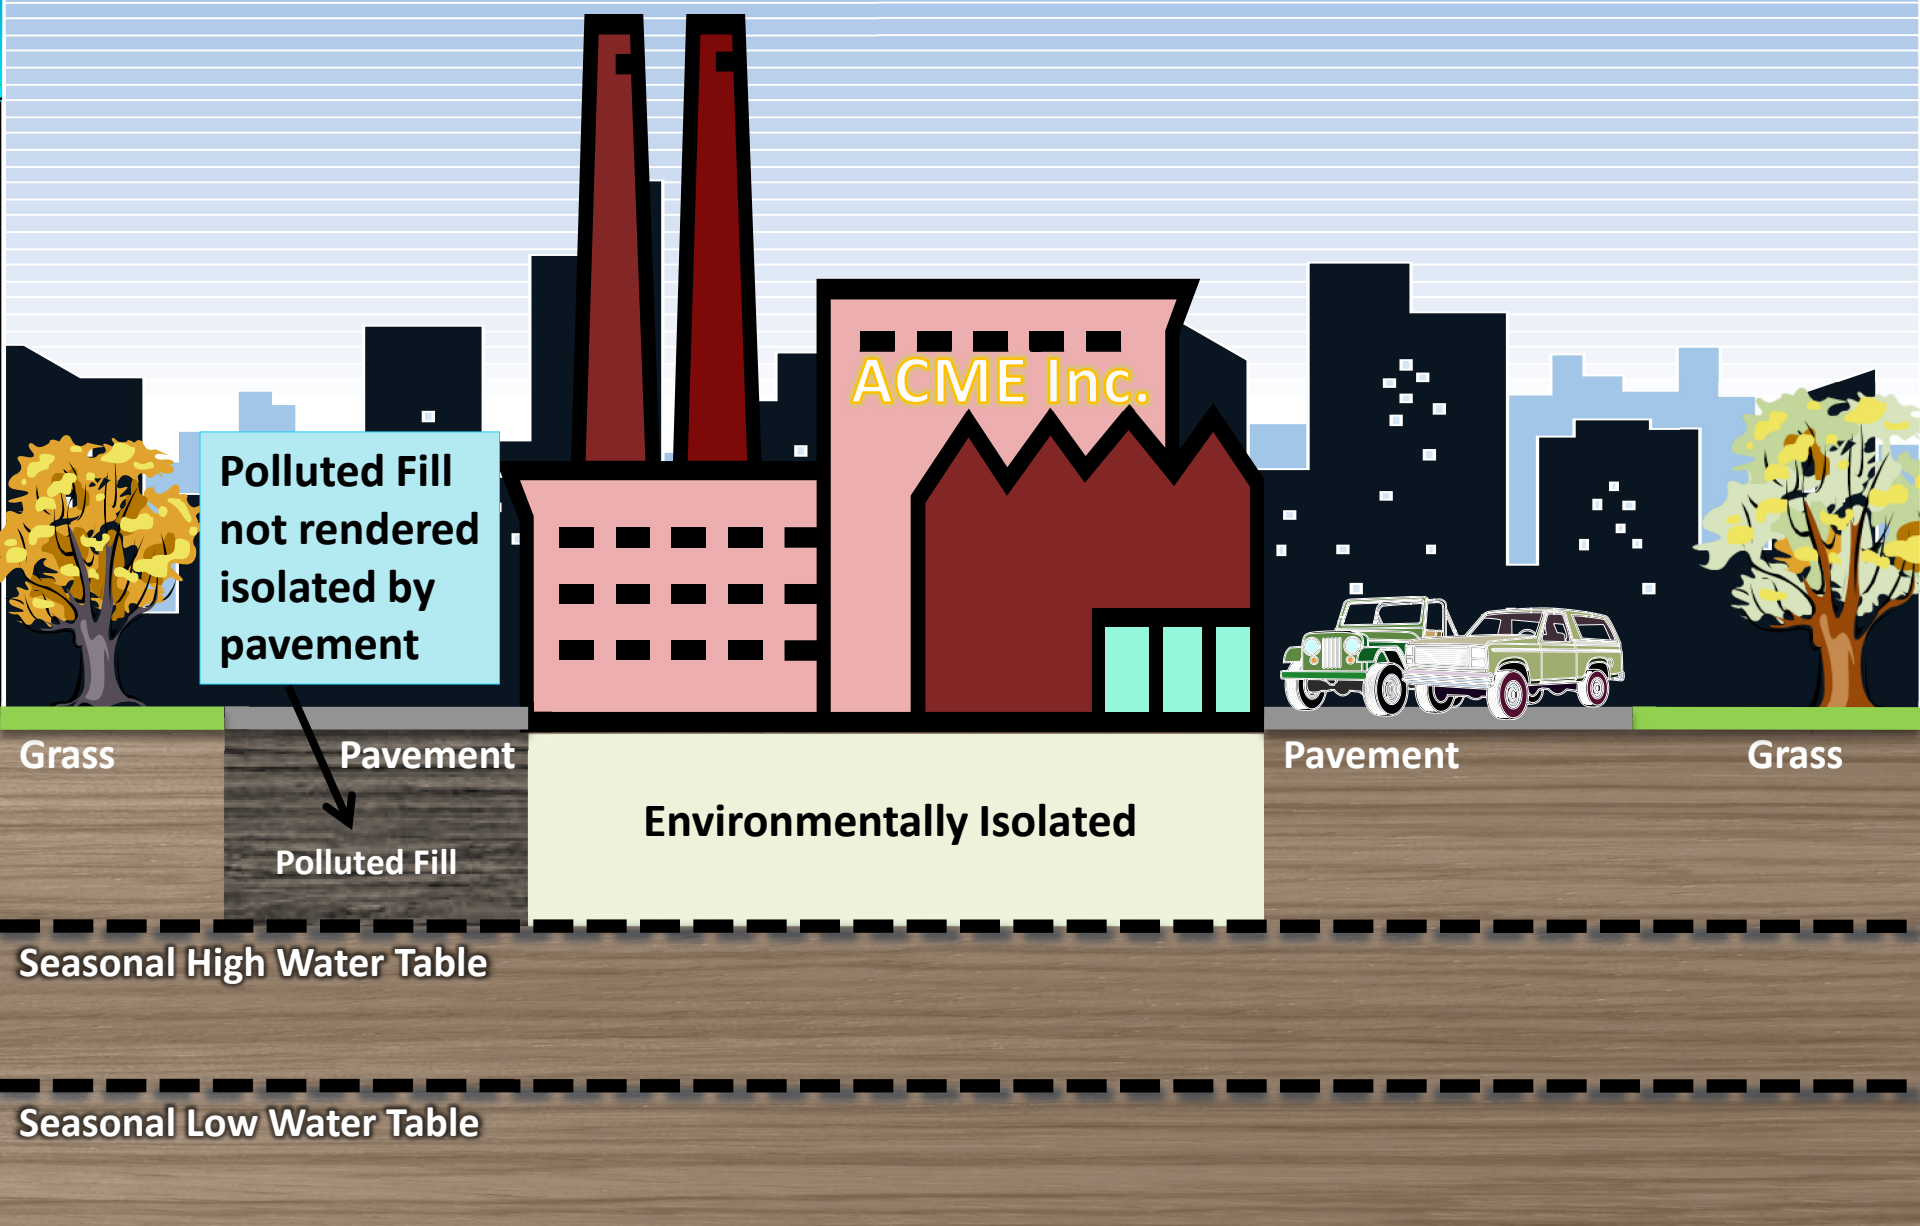 ACME Inc.
Polluted Fill
not rendered
isolated by
pavement
Grass
Pavement
Pavement
Grass
Environmentally Isolated
Polluted Fill
Seasonal High Water Table
Seasonal Low Water Table